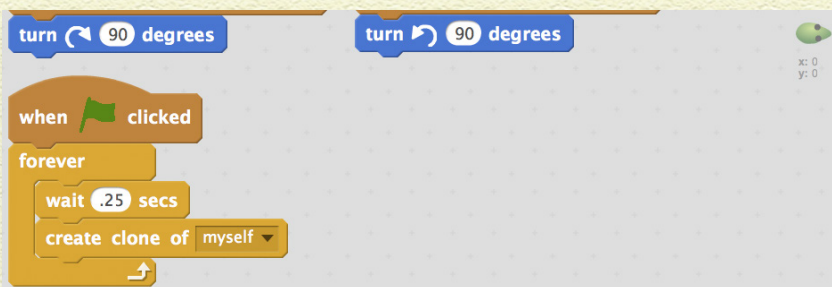 turn 90 degrees
turn 90 degrees
x: 0
y: 0
when clicked
forever
wait .25 secs
create clone of myself